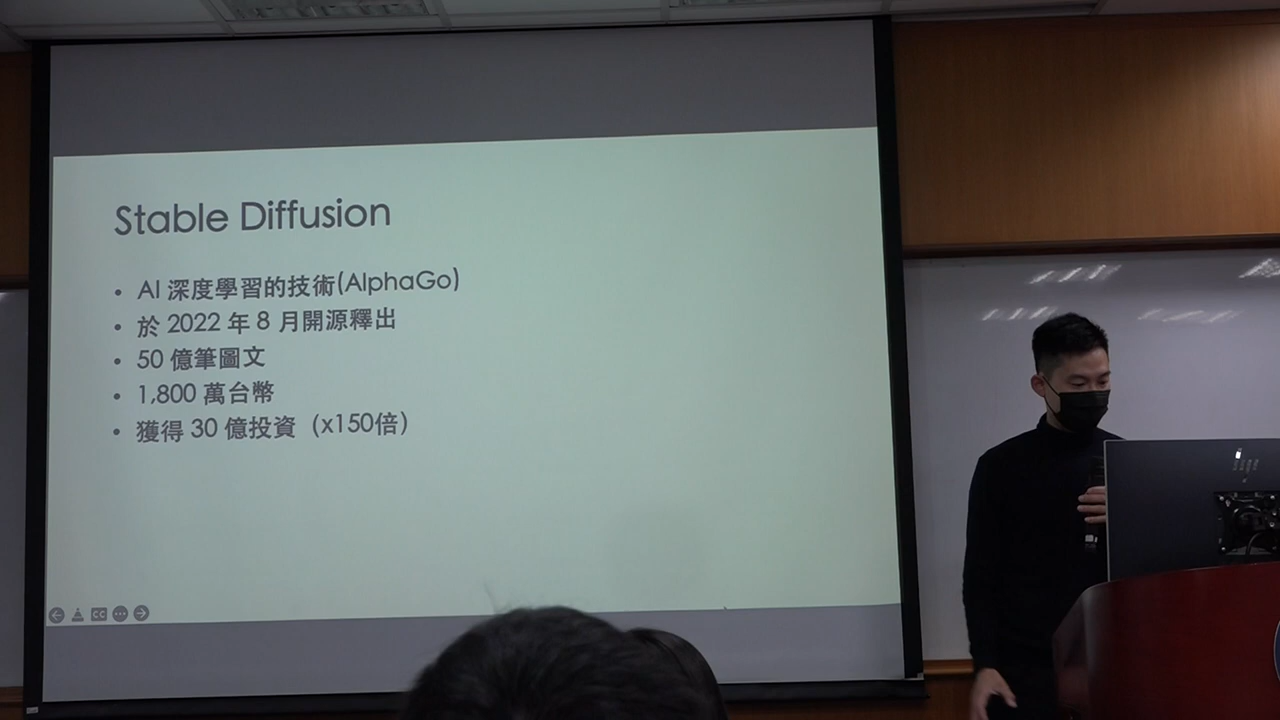 Stable Diffusion
• AI 深度學習的技術(AlphaGo)
• 於 2022 年 8 月開源釋出
• 50 億筆圖文
• 1,800 萬台幣
• 獲得 30 億投資 (x150倍)
CC